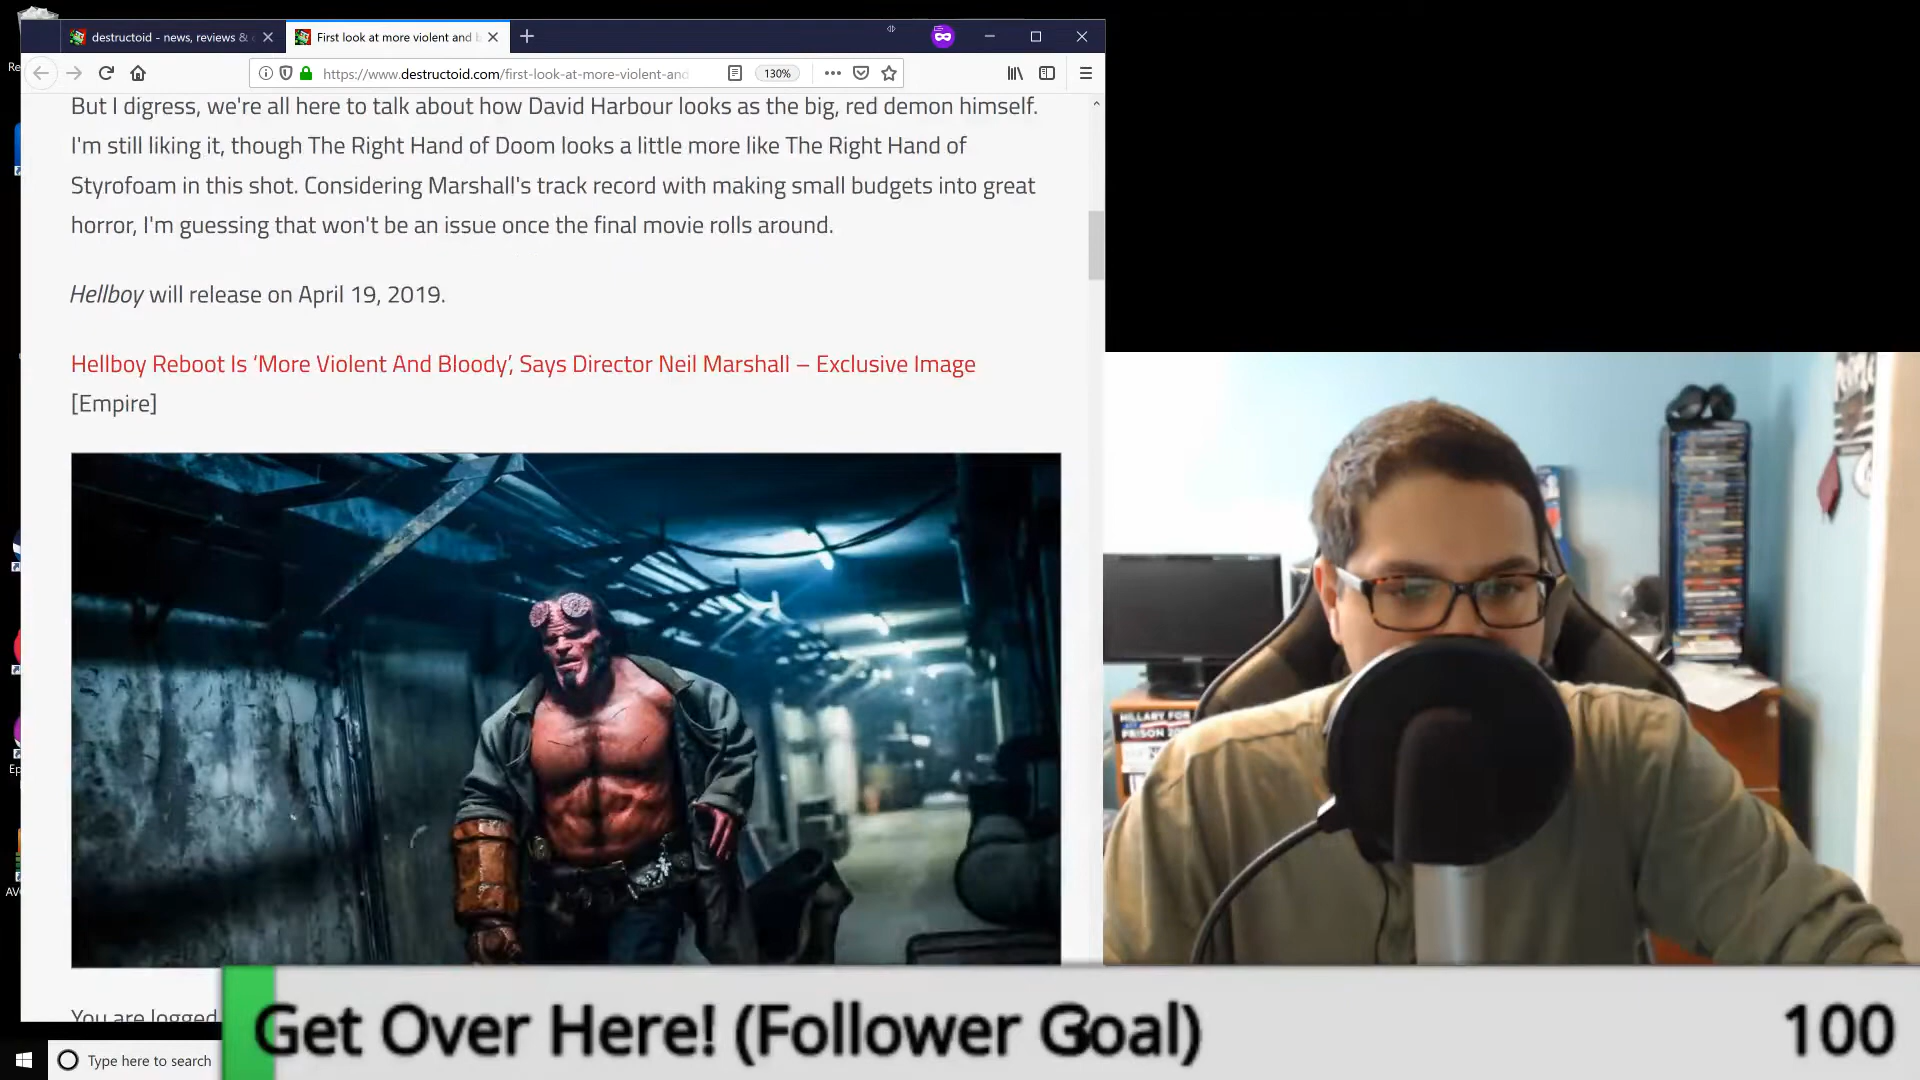 destructoid - news, reviews &
First look at more violent and b
https://www.destructoid.com/first-look-at-more-violent-and
130%
But I digress, we're all here to talk about how David Harbour looks as the big, red demon himself.
I'm still liking it, though The Right Hand of Doom looks a little more like The Right Hand of
Styrofoam in this shot. Considering Marshall's track record with making small budgets into great
horror, I'm guessing that won't be an issue once the final movie rolls around.
Hellboy will release on April 19, 2019.
Hellboy Reboot Is ‘More Violent And Bloody’, Says Director Neil Marshall – Exclusive Image
[Empire]
HILLARY FOR
PRISON
You are logged
Get Over Here! (Follower Goal)
3
100
Type here to search